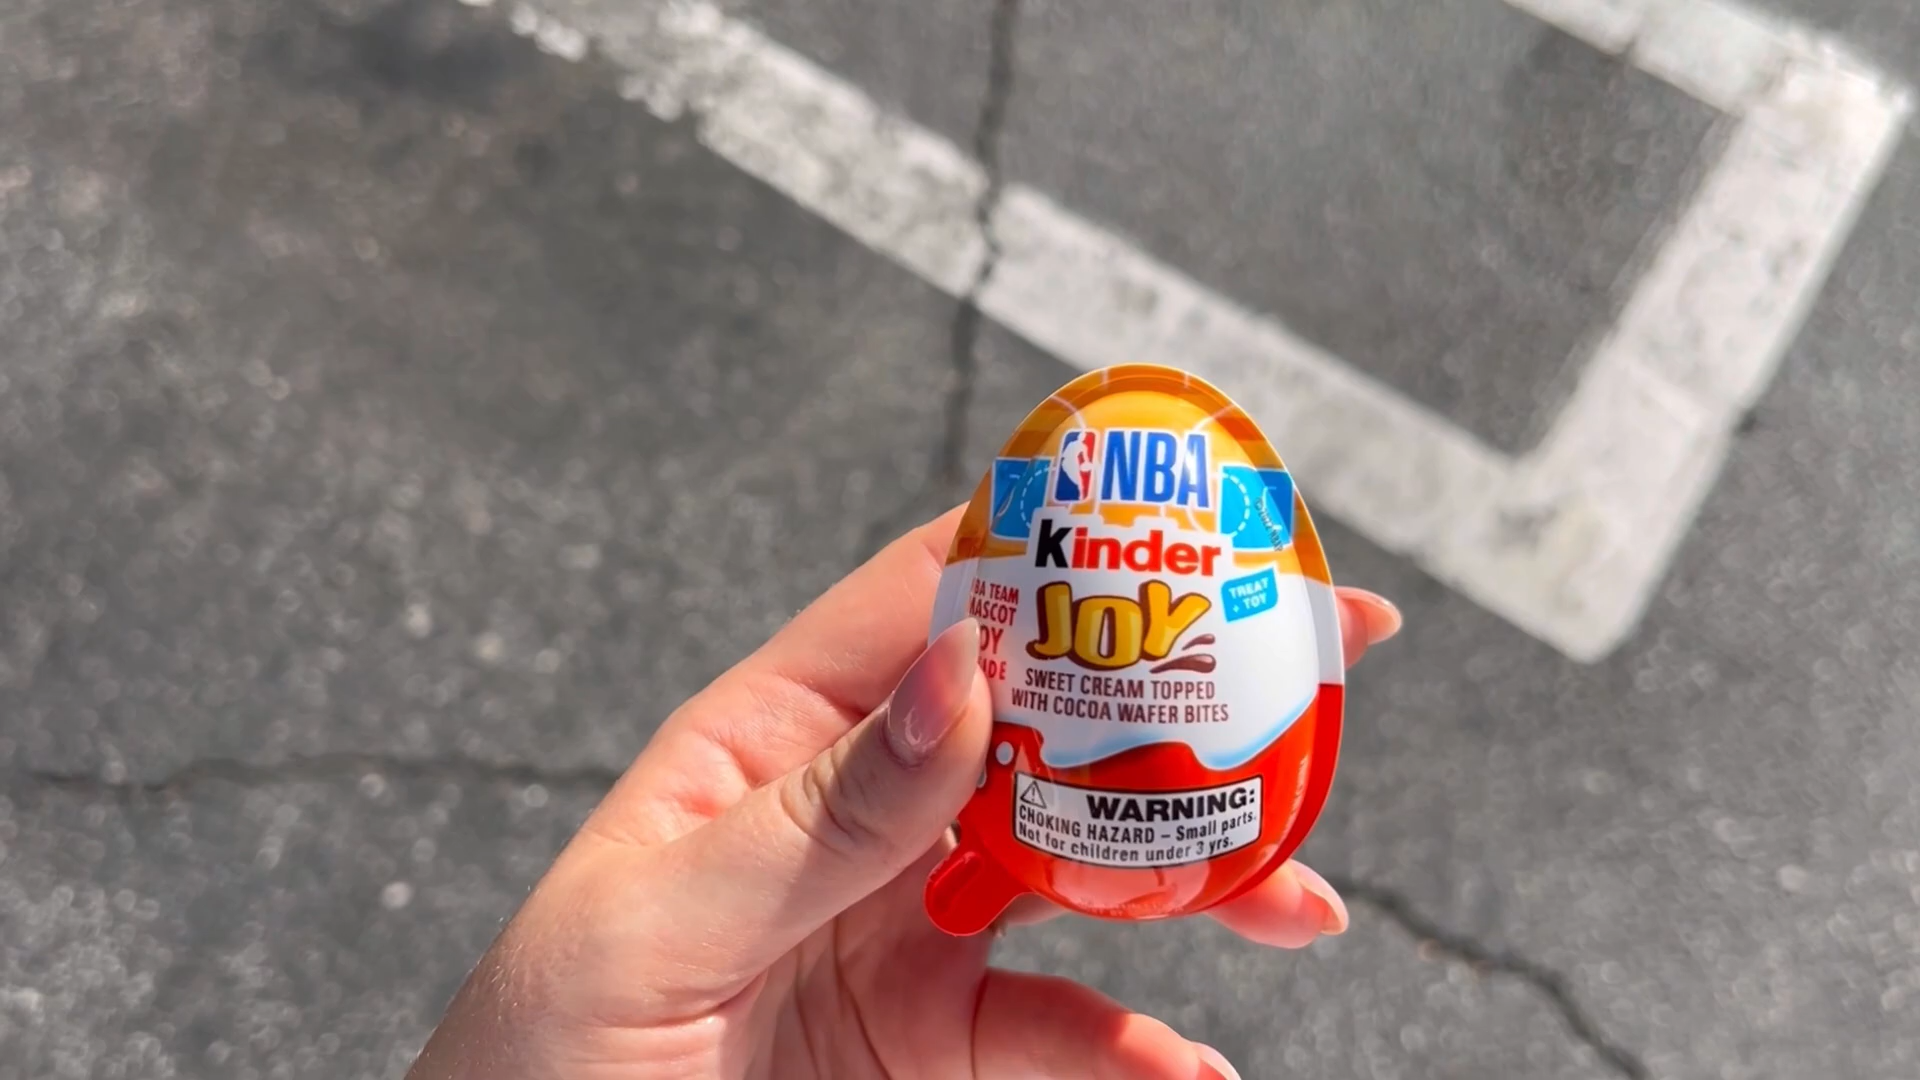 NBA
kinder
JOY
TREAT
+ TOY
TEAM
SWEET CREAM TOPPED
WITH COCOA WAFER BITES
WARNING:
CHOKING HAZARD – Small parts.
Not for children under 3 yrs.